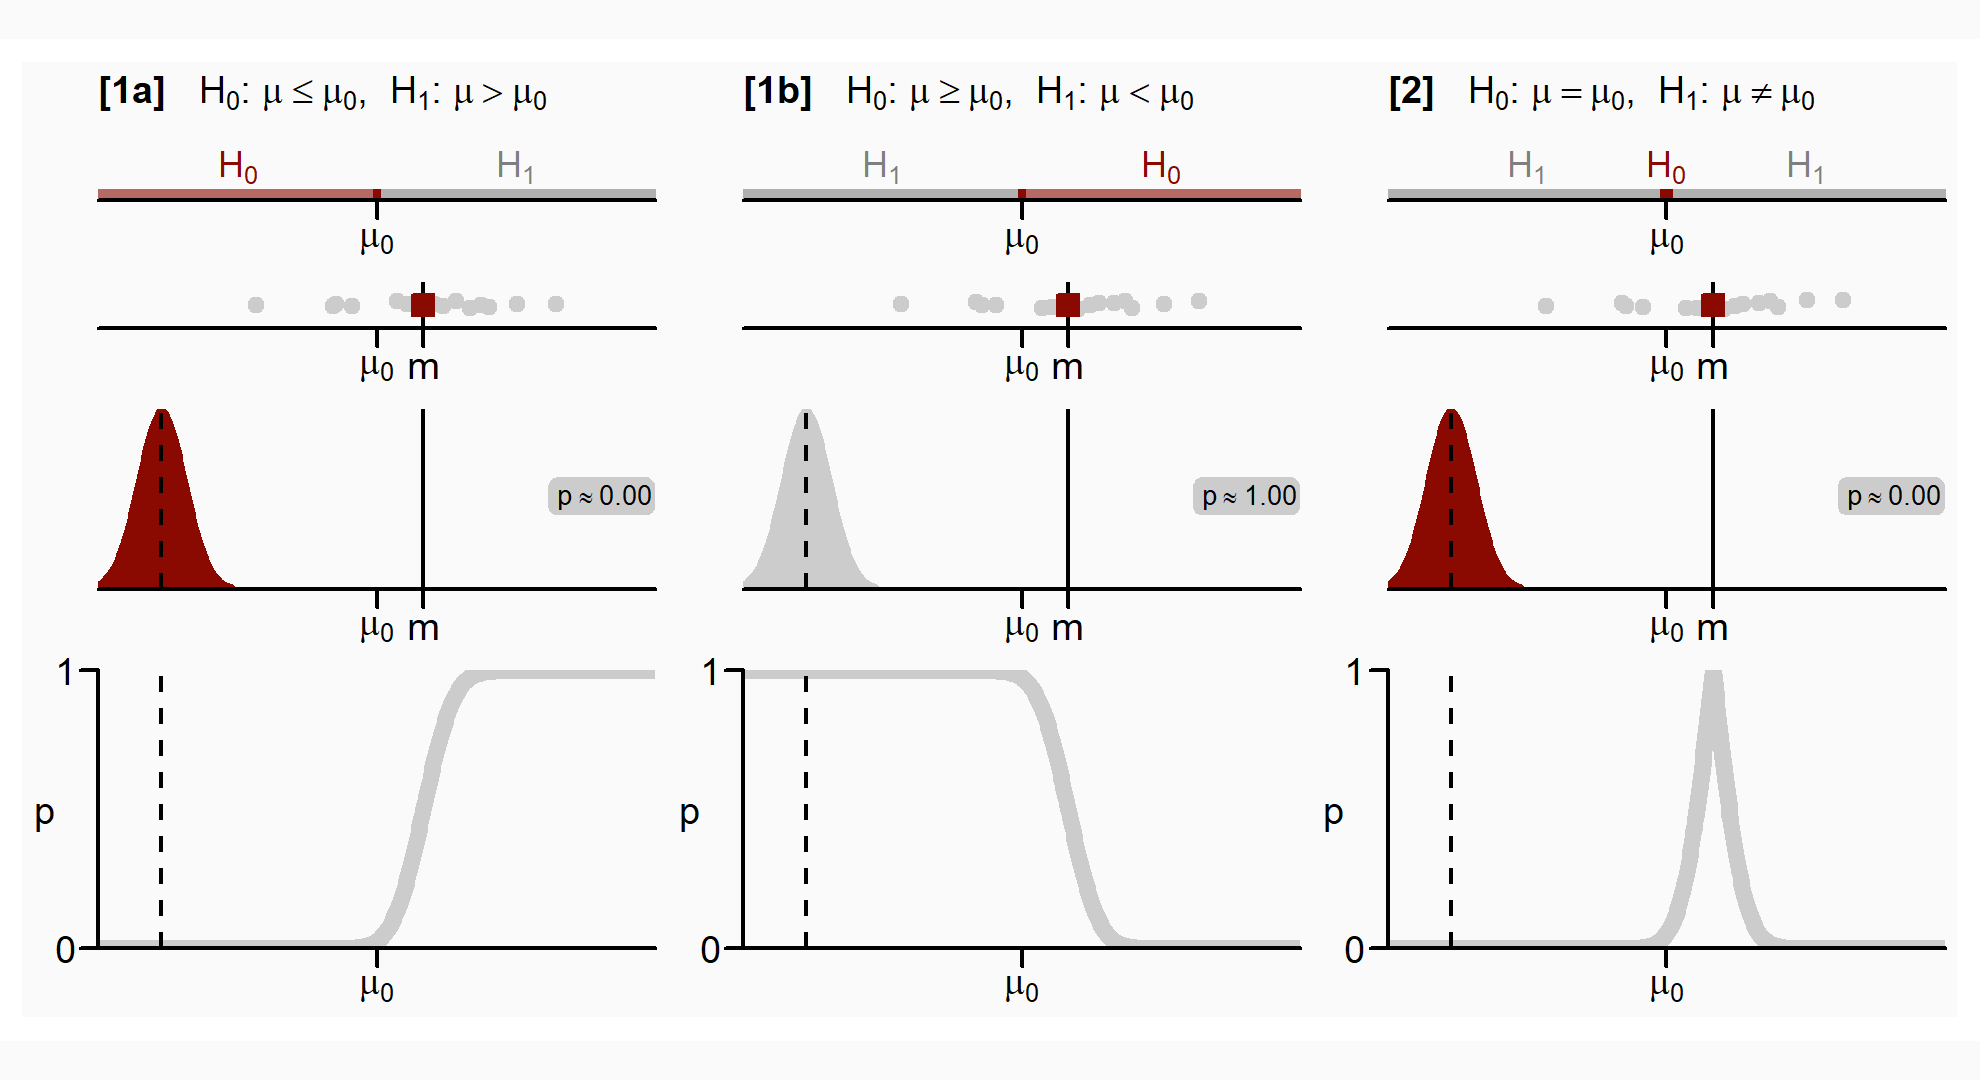 [1a] H₀: μ ≤ μ₀, H₁: μ > μ₀
[1b] H₀: μ ≥ μ₀, H₁: μ < μ₀
[2] H₀: μ = μ₀, H₁: μ ≠ μ₀
H₀ H₁
H₁ H₀
H₁ H₀ H₁
μ₀
μ₀
μ₀
μ₀ m
μ₀ m
μ₀ m
p ≈ 0.00
p ≈ 1.00
p ≈ 0.00
μ₀ m
μ₀ m
μ₀ m
1
p
0
μ₀
1
p
0
μ₀
1
p
0
μ₀